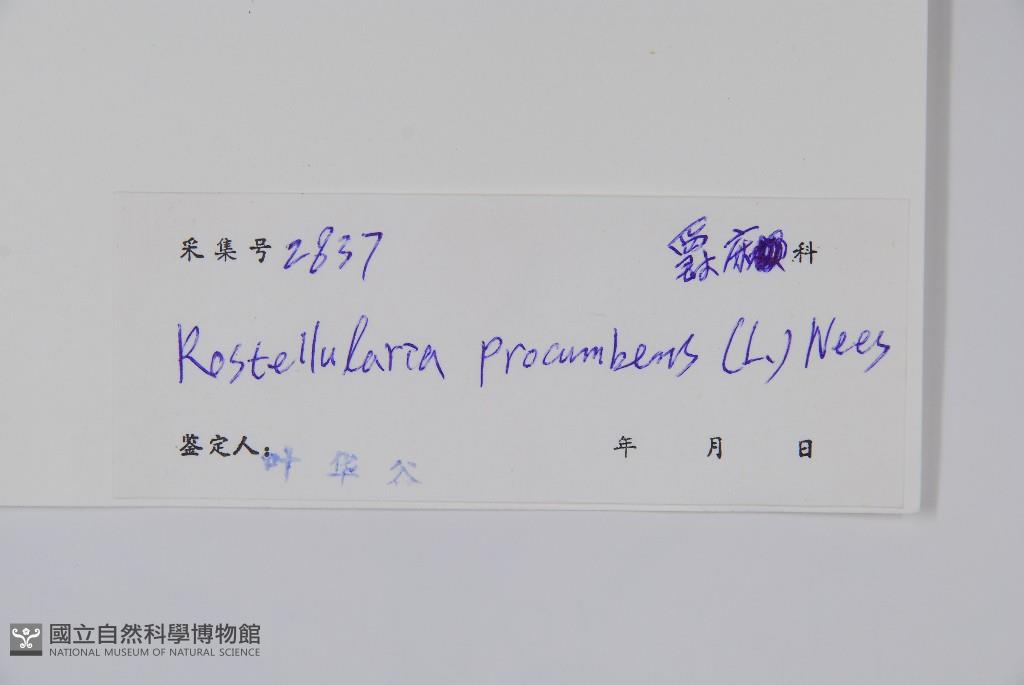 采集号 2837 爵床 科
Rostellularia procumbens (L.) Nees
鉴定人: 叶华谷
年 月 日
國立自然科學博物館
NATIONAL MUSEUM OF NATURAL SCIENCE